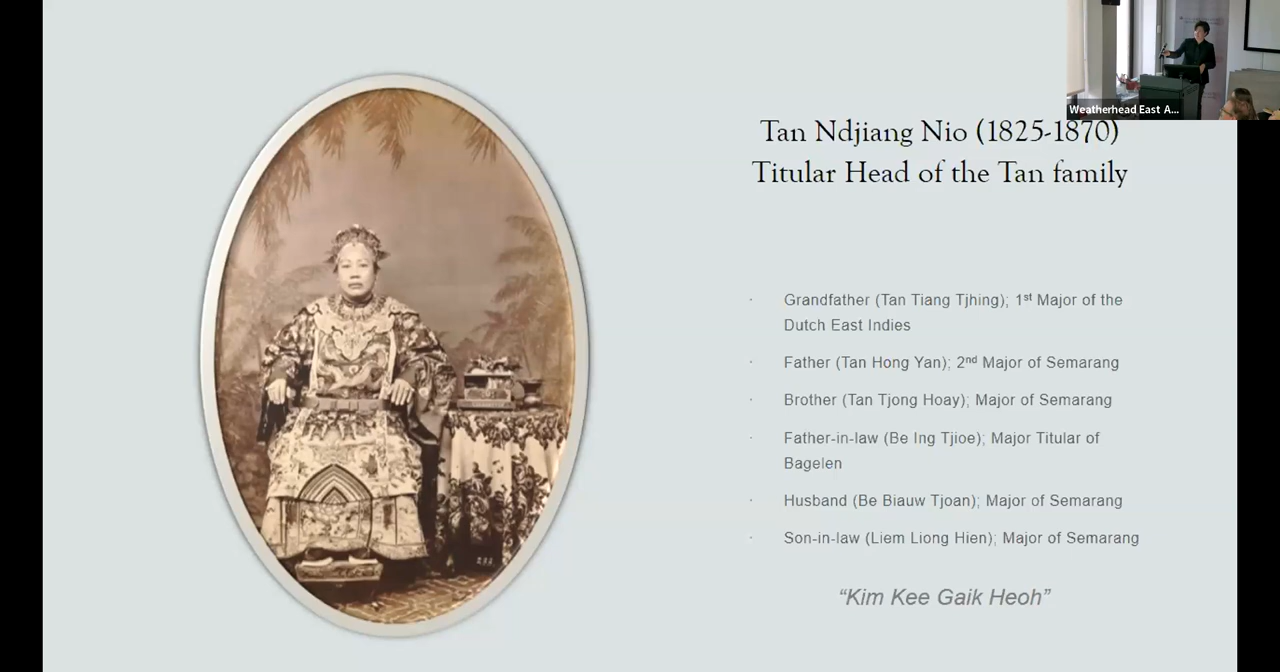 Weatherhead East A...
Tan Ndjiang Nio (1825-1870)
Titular Head of the Tan family
· Grandfather (Tan Tiang Tjhing); 1st Major of the
Dutch East Indies
· Father (Tan Hong Yan); 2nd Major of Semarang
· Brother (Tan Tjong Hoay); Major of Semarang
· Father-in-law (Be Ing Tjioe); Major Titular of
Bagelen
· Husband (Be Biauw Tjoan); Major of Semarang
· Son-in-law (Liem Liong Hien); Major of Semarang
“Kim Kee Gaik Heoh”